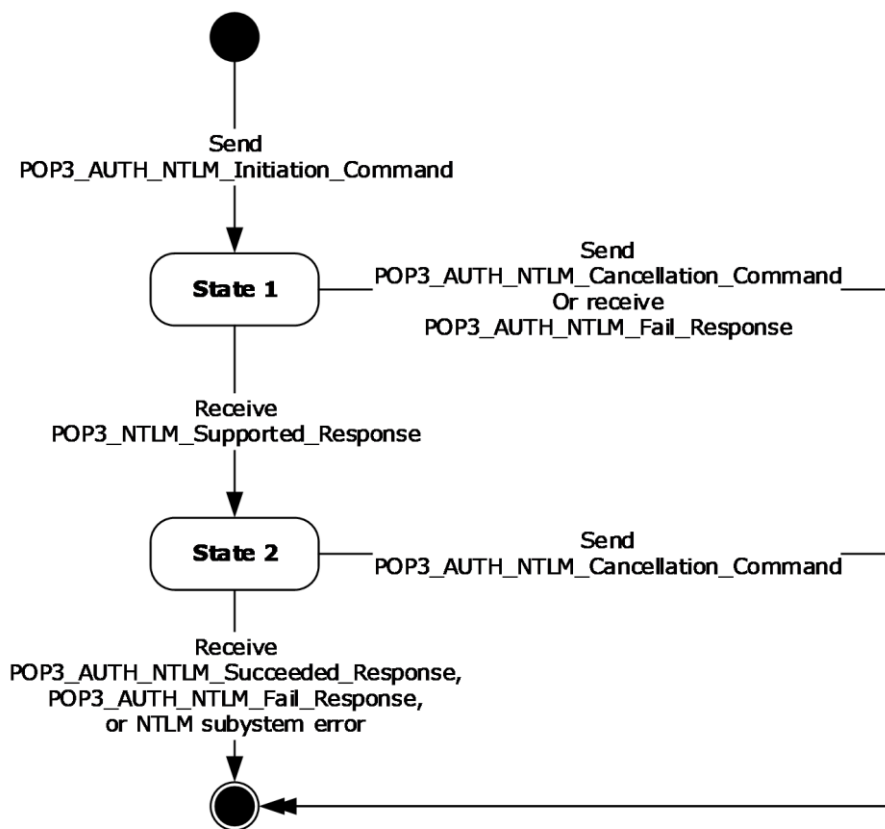 Send
POP3_AUTH_NTLM_Initiation_Command
State 1
Send
POP3_AUTH_NTLM_Cancellation_Command
Or receive
POP3_AUTH_NTLM_Fail_Response
Receive
POP3_NTLM_Supported_Response
State 2
Send
POP3_AUTH_NTLM_Cancellation_Command
Receive
POP3_AUTH_NTLM_Succeeded_Response,
POP3_AUTH_NTLM_Fail_Response,
or NTLM subystem error